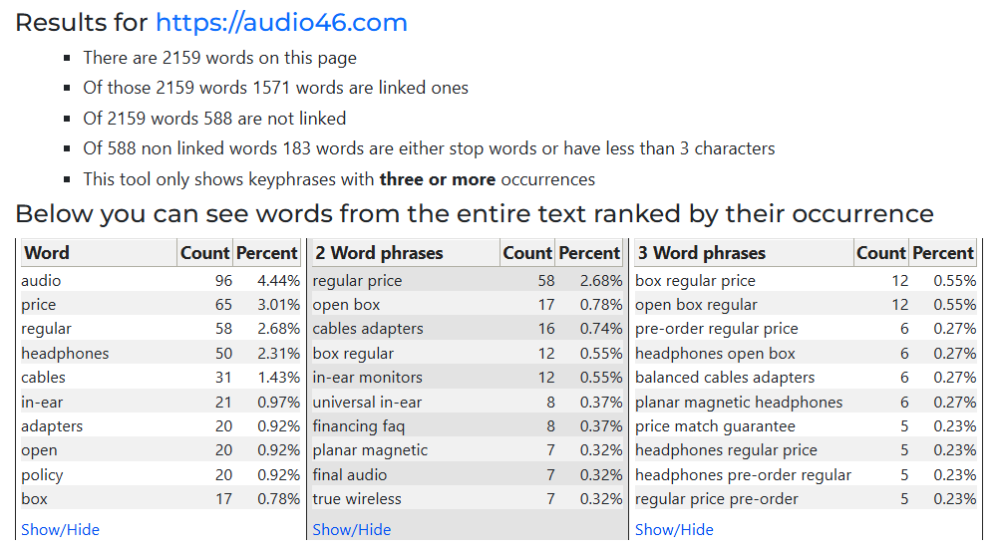 Results for https://audio46.com
There are 2159 words on this page
Of those 2159 words 1571 words are linked ones
Of 2159 words 588 are not linked
Of 588 non linked words 183 words are either stop words or have less than 3 characters
This tool only shows keyphrases with three or more occurrences
Below you can see words from the entire text ranked by their occurrence
Word Count Percent 2 Word phrases Count Percent 3 Word phrases Count Percent
audio 96 4.44% regular price 58 2.68% box regular price 12 0.55%
price 65 3.01% open box 17 0.78% open box regular 12 0.55%
regular 58 2.68% cables adapters 16 0.74% pre-order regular price 6 0.27%
headphones 50 2.31% box regular 12 0.55% headphones open box 6 0.27%
cables 31 1.43% in-ear monitors 12 0.55% balanced cables adapters 6 0.27%
in-ear 21 0.97% universal in-ear 8 0.37% planar magnetic headphones 6 0.27%
adapters 20 0.92% financing faq 8 0.37% price match guarantee 5 0.23%
open 20 0.92% planar magnetic 7 0.32% headphones regular price 5 0.23%
policy 20 0.92% final audio 7 0.32% headphones pre-order regular 5 0.23%
box 17 0.78% true wireless 7 0.32% regular price pre-order 5 0.23%
Show/Hide Show/Hide Show/Hide